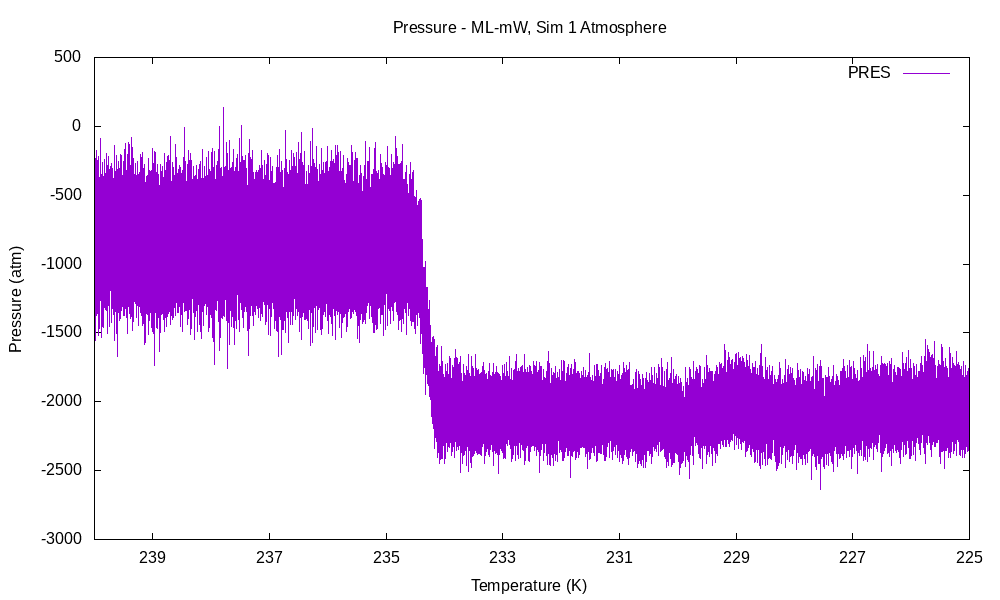 Pressure - ML-mW, Sim 1 Atmosphere
PRES
500
0
-500
-1000
-1500
-2000
-2500
-3000
Pressure (atm)
239 237 235 233 231 229 227 225
Temperature (K)